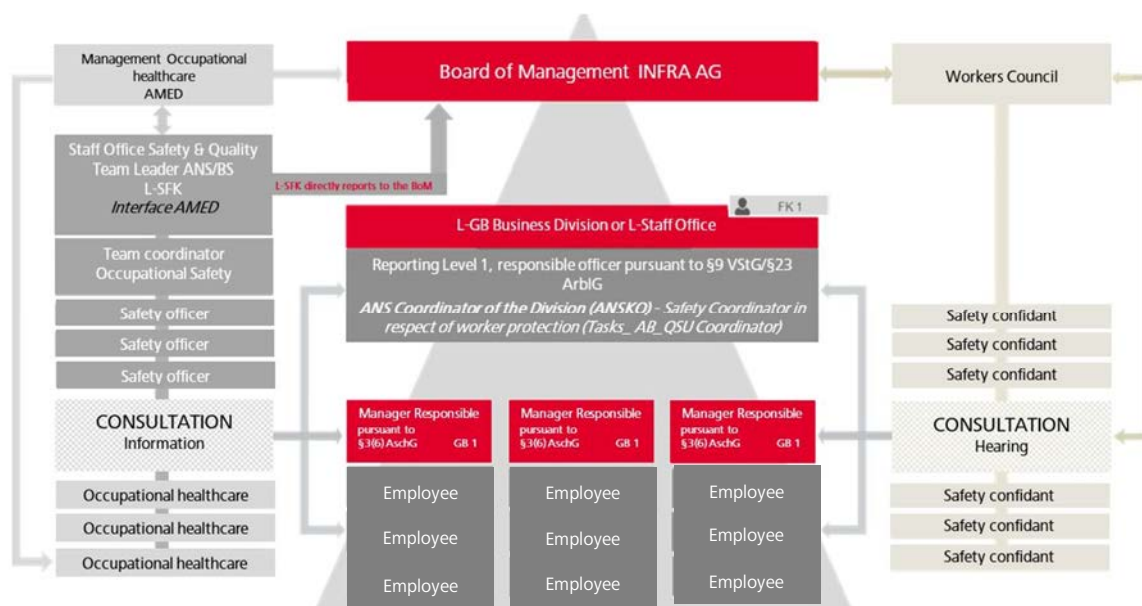 Management Occupational
healthcare
AMED
Board of Management INFRA AG
Workers Council
Staff Office Safety & Quality
Team Leader ANS/BS
L-SFK
Interface AMED
L-SFK directly reports to the BoM
FK 1
L-GB Business Division or L-Staff Office
Team coordinator
Occupational Safety
Reporting Level 1, responsible officer pursuant to §9 VStG/§23
ArbIG
ANS Coordinator of the Division (ANSKO) - Safety Coordinator in
respect of worker protection (Tasks_ AB_QSU Coordinator)
Safety officer
Safety officer
Safety officer
Safety confidant
Safety confidant
Safety confidant
CONSULTATION
Information
Manager Responsible
pursuant to
§3(6) AschG GB 1
Manager Responsible
pursuant to
§3(6) AschG GB 1
Manager Responsible
pursuant to
§3(6) AschG GB 1
CONSULTATION
Hearing
Occupational healthcare
Occupational healthcare
Occupational healthcare
Employee
Employee
Employee
Employee
Employee
Employee
Employee
Employee
Employee
Safety confidant
Safety confidant
Safety confidant